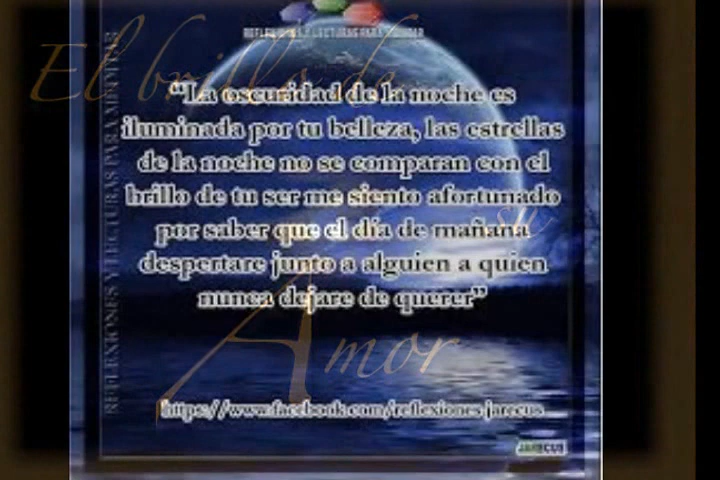 REFLEXIONES Y LECTURAS PARA MEDITAR
El brillo de
“La oscuridad de la noche es
iluminada por tu belleza, las estrellas
de la noche no se comparan con el
brillo de tu ser me siento afortunado
por saber que el día de mañana
despertare junto a alguien a quien
nunca dejare de querer”
su
Amor
https://www.facebook.com/reflexiones.jarecus
JARECUS
REFLEXIONES Y LECTURAS PARA MEDITAR